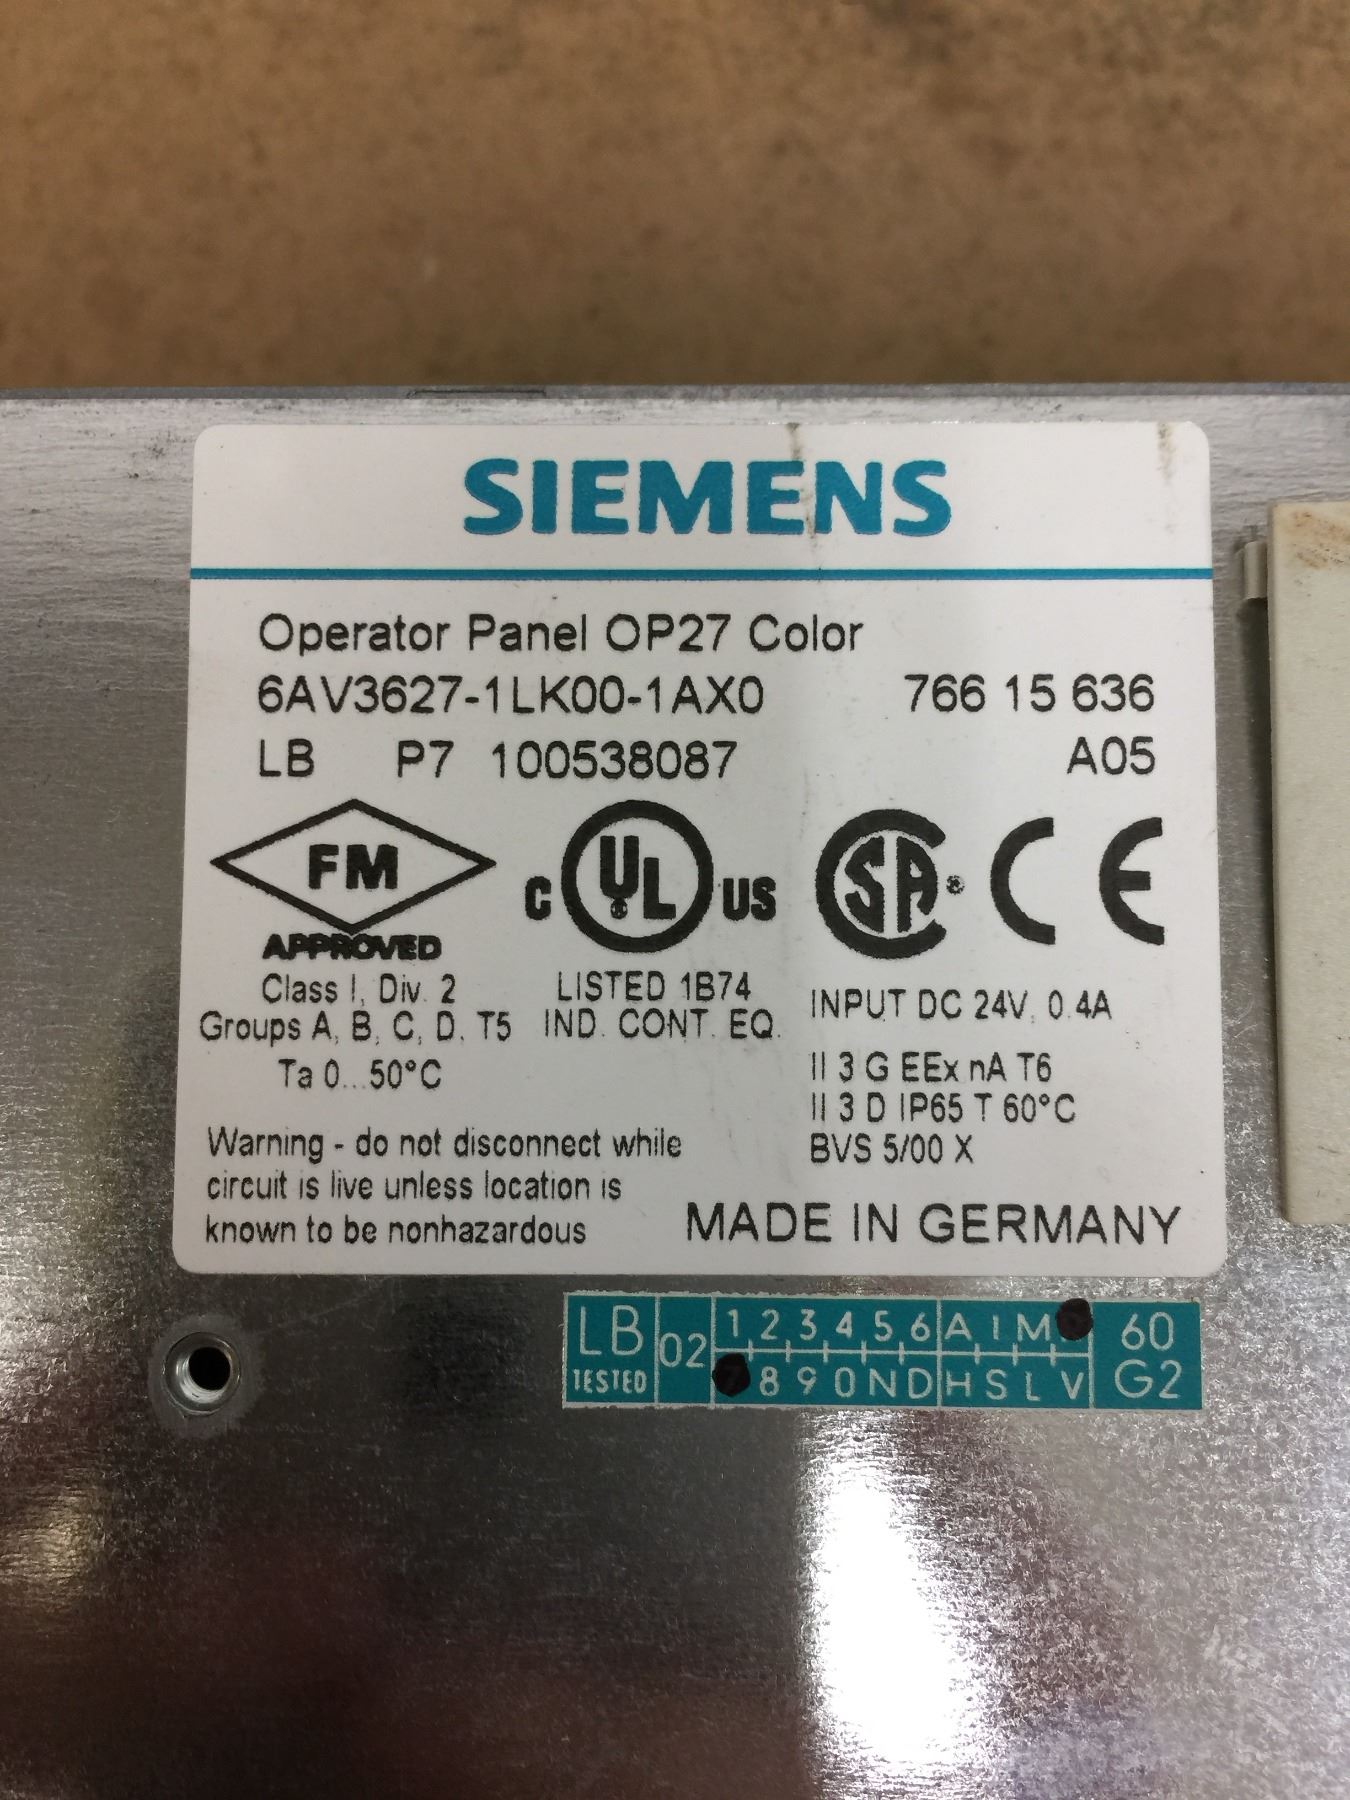 SIEMENS
Operator Panel OP27 Color
6AV3627-1LK00-1AX0 766 15 636
LB P7 100538087 A05
FM
APPROVED
C UL US
SA
CE
Class I, Div. 2
Groups A, B, C, D, T5
Ta 0...50°C
LISTED 1B74
IND. CONT. EQ.
INPUT DC 24V, 0.4A
II 3 G EEx nA T6
II 3 D IP65 T 60°C
BVS 5/00 X
Warning - do not disconnect while
circuit is live unless location is
known to be nonhazardous
MADE IN GERMANY
LB
TESTED
02
1 2 3 4 5 6 A I M
8 9 0 N D H S L V
60
G2